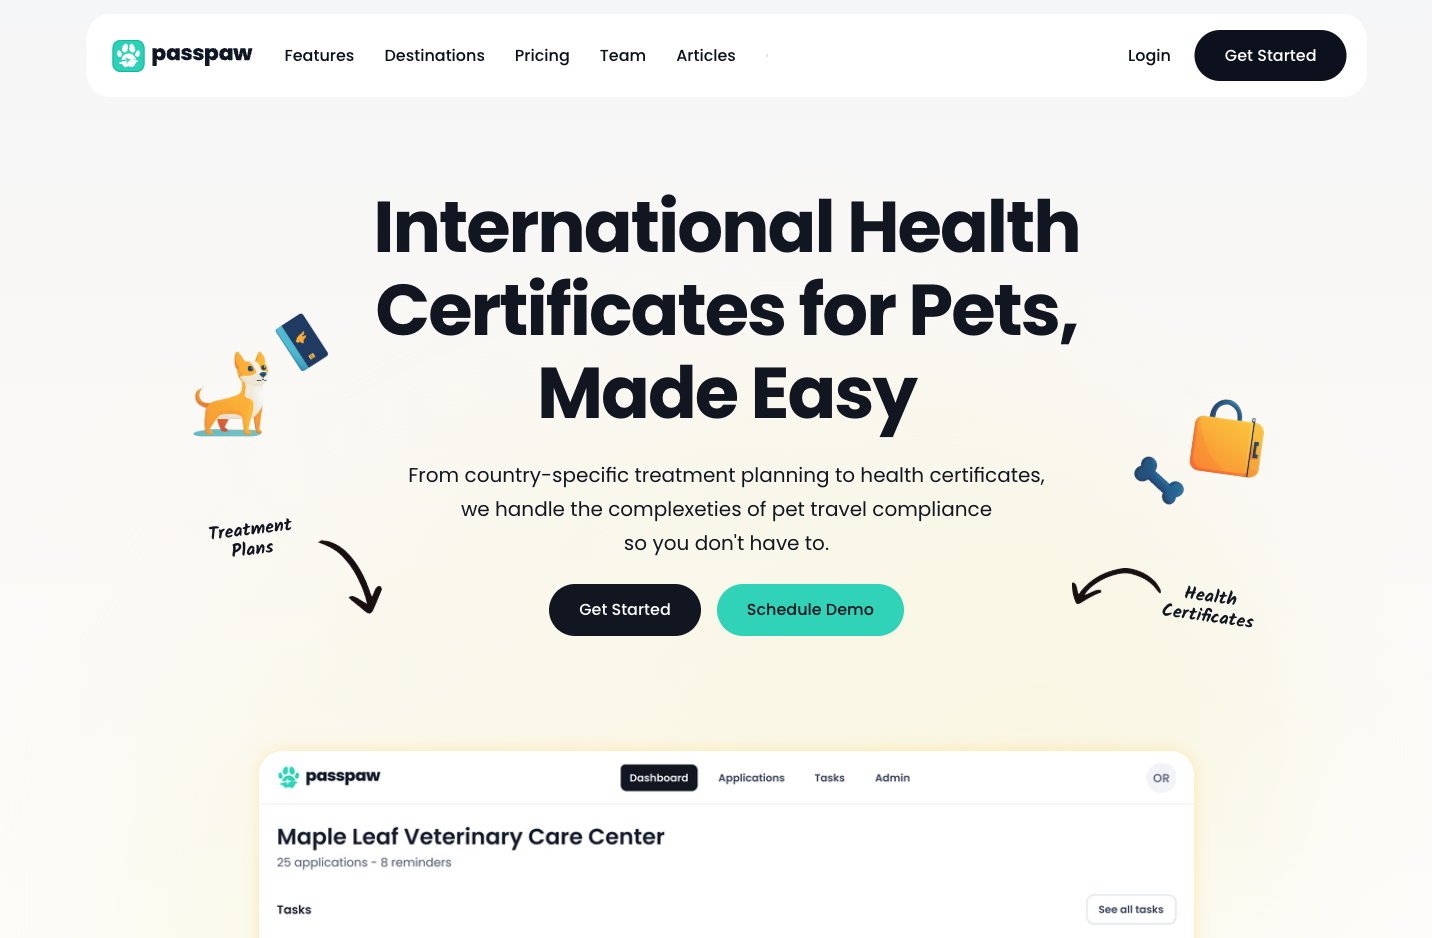 passpaw Features Destinations Pricing Team Articles Login Get Started
International Health
Certificates for Pets,
Made Easy
From country-specific treatment planning to health certificates,
we handle the complexeties of pet travel compliance
so you don't have to.
Treatment
Plans
Health
Certificates
Get Started Schedule Demo
passpaw Dashboard Applications Tasks Admin OR
Maple Leaf Veterinary Care Center
25 applications - 8 reminders
Tasks See all tasks